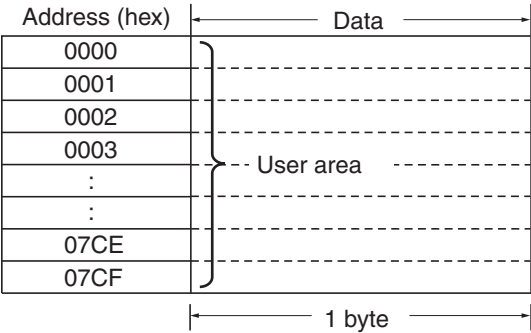 Address (hex) Data
0000
0001
0002
0003
User area
:
:
07CE
07CF
1 byte